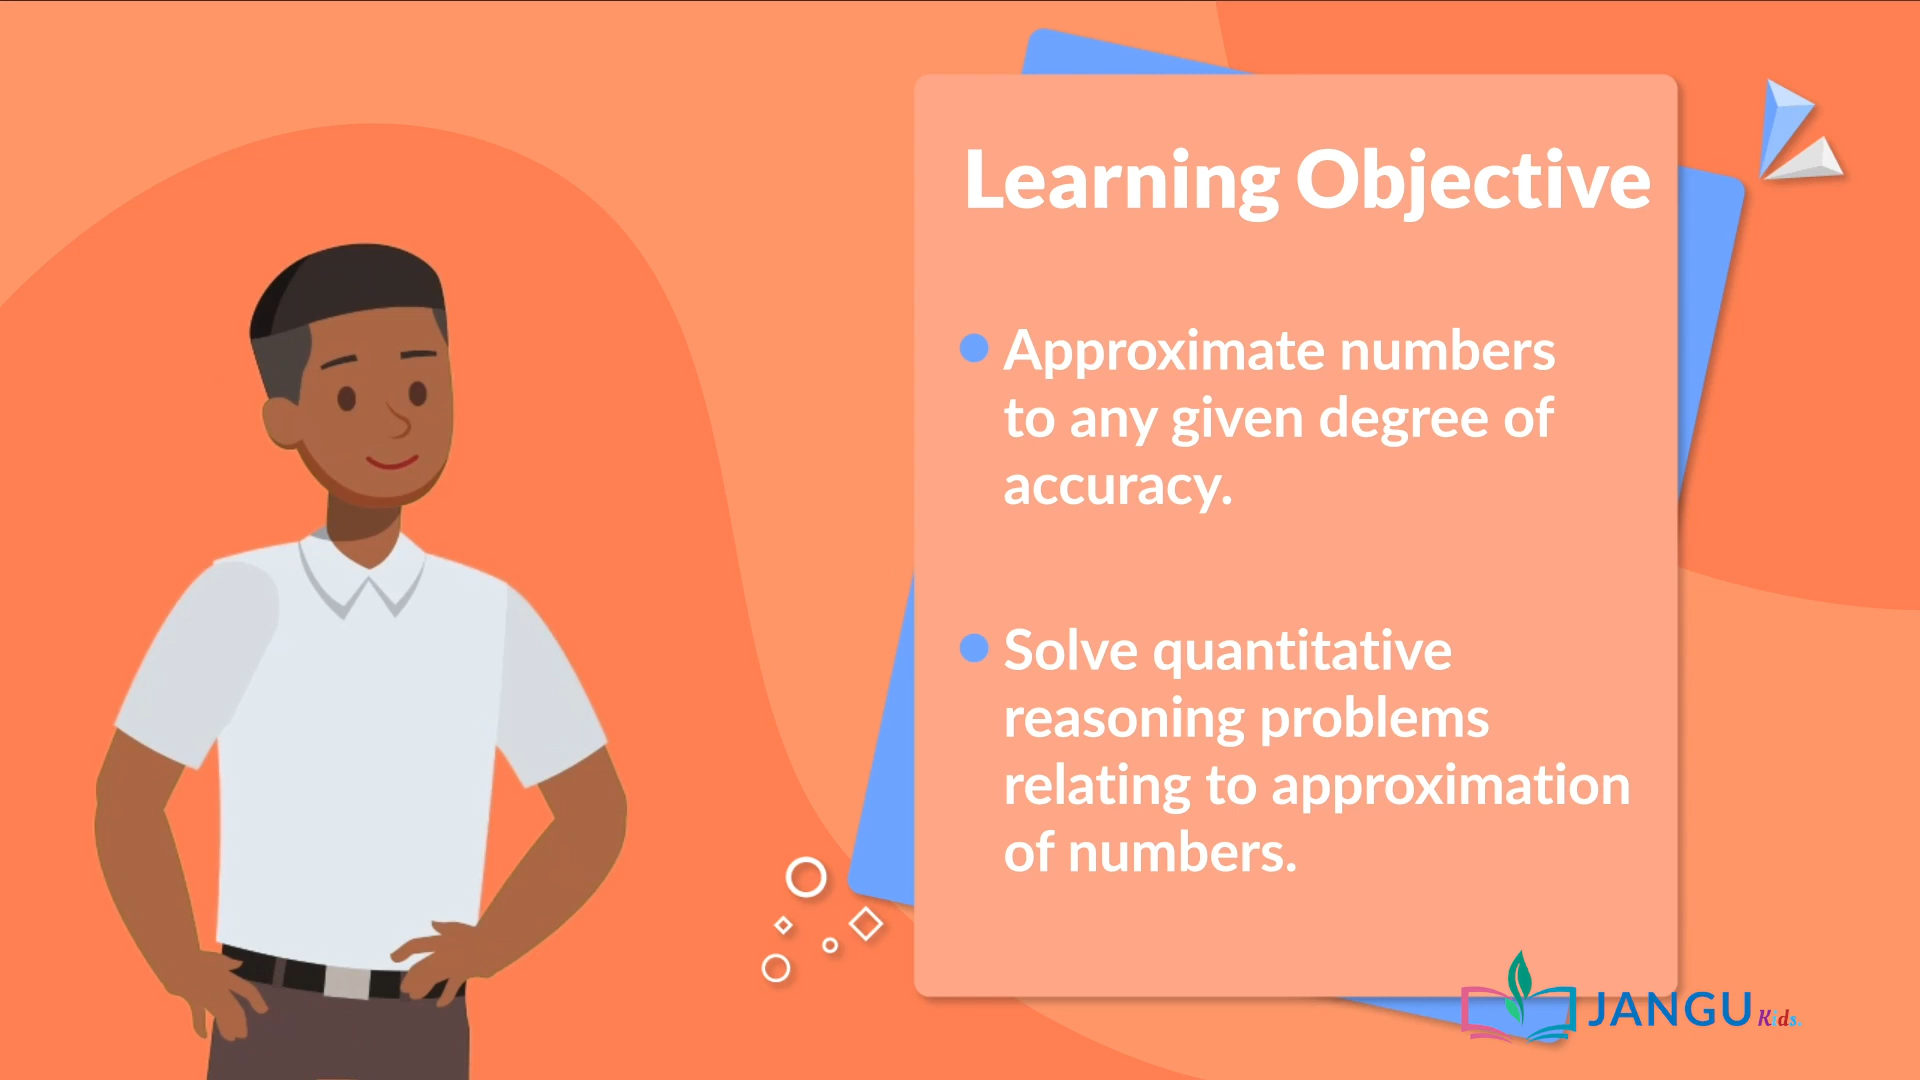 Learning Objective
Approximate numbers
to any given degree of
accuracy.
Solve quantitative
reasoning problems
relating to approximation
of numbers.
JANGU Kids.